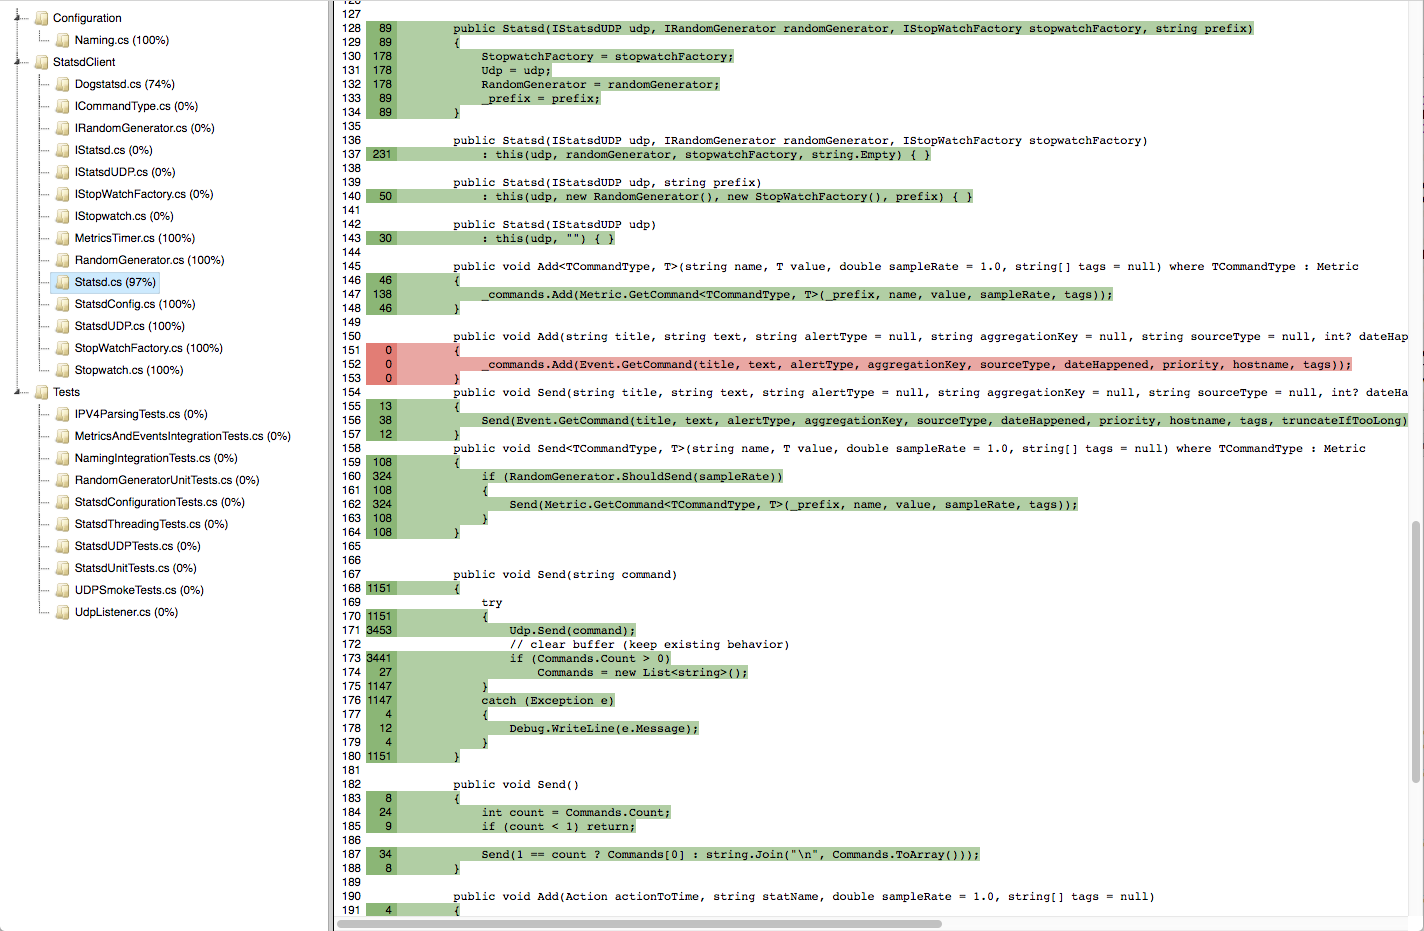 Configuration
Naming.cs (100%)
StatsdClient
Dogstatsd.cs (74%)
ICommandType.cs (0%)
IRandomGenerator.cs (0%)
IStatsd.cs (0%)
IStatsdUDP.cs (0%)
IStopWatchFactory.cs (0%)
IStopwatch.cs (0%)
MetricsTimer.cs (100%)
RandomGenerator.cs (100%)
Statsd.cs (97%)
StatsdConfig.cs (100%)
StatsdUDP.cs (100%)
StopWatchFactory.cs (100%)
Stopwatch.cs (100%)
Tests
IPV4ParsingTests.cs (0%)
MetricsAndEventsIntegrationTests.cs (0%)
NamingIntegrationTests.cs (0%)
RandomGeneratorUnitTests.cs (0%)
StatsdConfigurationTests.cs (0%)
StatsdThreadingTests.cs (0%)
StatsdUDPTests.cs (0%)
StatsdUnitTests.cs (0%)
UDPSmokeTests.cs (0%)
UdpListener.cs (0%)
127
128 89 public Statsd(IStatsdUDP udp, IRandomGenerator randomGenerator, IStopWatchFactory stopwatchFactory, string prefix)
129 89 {
130 178 StopwatchFactory = stopwatchFactory;
131 178 Udp = udp;
132 178 RandomGenerator = randomGenerator;
133 89 _prefix = prefix;
134 89 }
135
136 public Statsd(IStatsdUDP udp, IRandomGenerator randomGenerator, IStopWatchFactory stopwatchFactory)
137 231 : this(udp, randomGenerator, stopwatchFactory, string.Empty) { }
138
139 public Statsd(IStatsdUDP udp, string prefix)
140 50 : this(udp, new RandomGenerator(), new StopWatchFactory(), prefix) { }
141
142 public Statsd(IStatsdUDP udp)
143 30 : this(udp, "") { }
144
145 public void Add<TCommandType, T>(string name, T value, double sampleRate = 1.0, string[] tags = null) where TCommandType : Metric
146 46 {
147 138 _commands.Add(Metric.GetCommand<TCommandType, T>(_prefix, name, value, sampleRate, tags));
148 46 }
149
150 public void Add(string title, string text, string alertType = null, string aggregationKey = null, string sourceType = null, int? dateHap
151 0 {
152 0 _commands.Add(Event.GetCommand(title, text, alertType, aggregationKey, sourceType, dateHappened, priority, hostname, tags));
153 0 }
154 public void Send(string title, string text, string alertType = null, string aggregationKey = null, string sourceType = null, int? dateHa
155 13 {
156 38 Send(Event.GetCommand(title, text, alertType, aggregationKey, sourceType, dateHappened, priority, hostname, tags, truncateIfTooLong)
157 12 }
158 public void Send<TCommandType, T>(string name, T value, double sampleRate = 1.0, string[] tags = null) where TCommandType : Metric
159 108 {
160 324 if (RandomGenerator.ShouldSend(sampleRate))
161 108 {
162 324 Send(Metric.GetCommand<TCommandType, T>(_prefix, name, value, sampleRate, tags));
163 108 }
164 108 }
165
166
167 public void Send(string command)
168 1151 {
169 try
170 1151 {
171 3453 Udp.Send(command);
172 // clear buffer (keep existing behavior)
173 3441 if (Commands.Count > 0)
174 27 Commands = new List<string>();
175 1147 }
176 1147 catch (Exception e)
177 4 {
178 12 Debug.WriteLine(e.Message);
179 4 }
180 1151 }
181
182 public void Send()
183 8 {
184 24 int count = Commands.Count;
185 9 if (count < 1) return;
186
187 34 Send(1 == count ? Commands[0] : string.Join("\n", Commands.ToArray()));
188 8 }
189
190 public void Add(Action actionToTime, string statName, double sampleRate = 1.0, string[] tags = null)
191 4 {